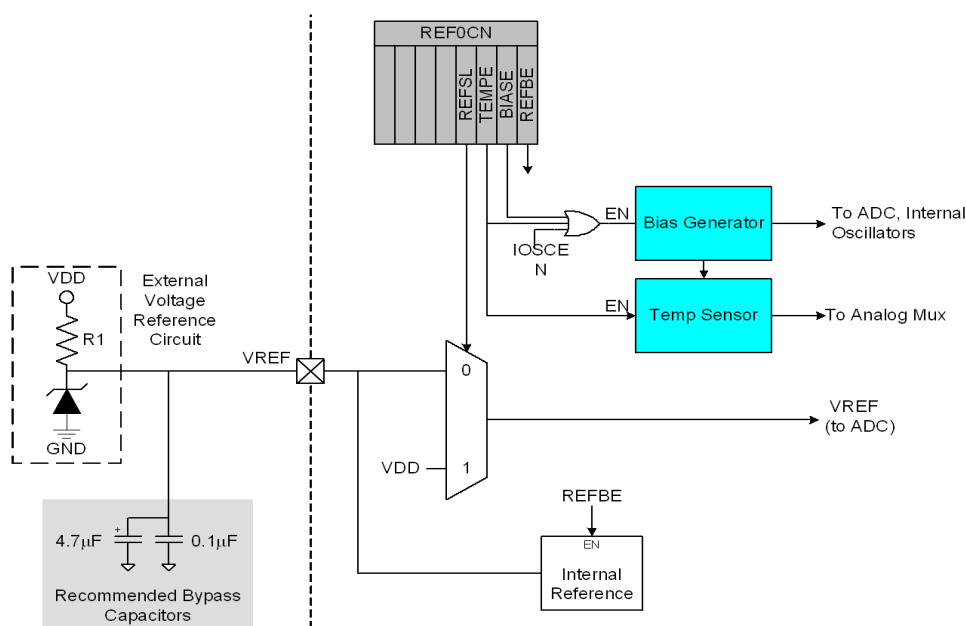 REF0CN
REFSL
TEMPE
BIASE
REFBE
EN
Bias Generator
To ADC, Internal
Oscillators
IOSCE
N
EN
Temp Sensor
To Analog Mux
VDD
R1
GND
External
Voltage
Reference
Circuit
VREF
0
VREF
(to ADC)
VDD
1
REFBE
EN
Internal
Reference
4.7µF
+
0.1µF
Recommended Bypass
Capacitors